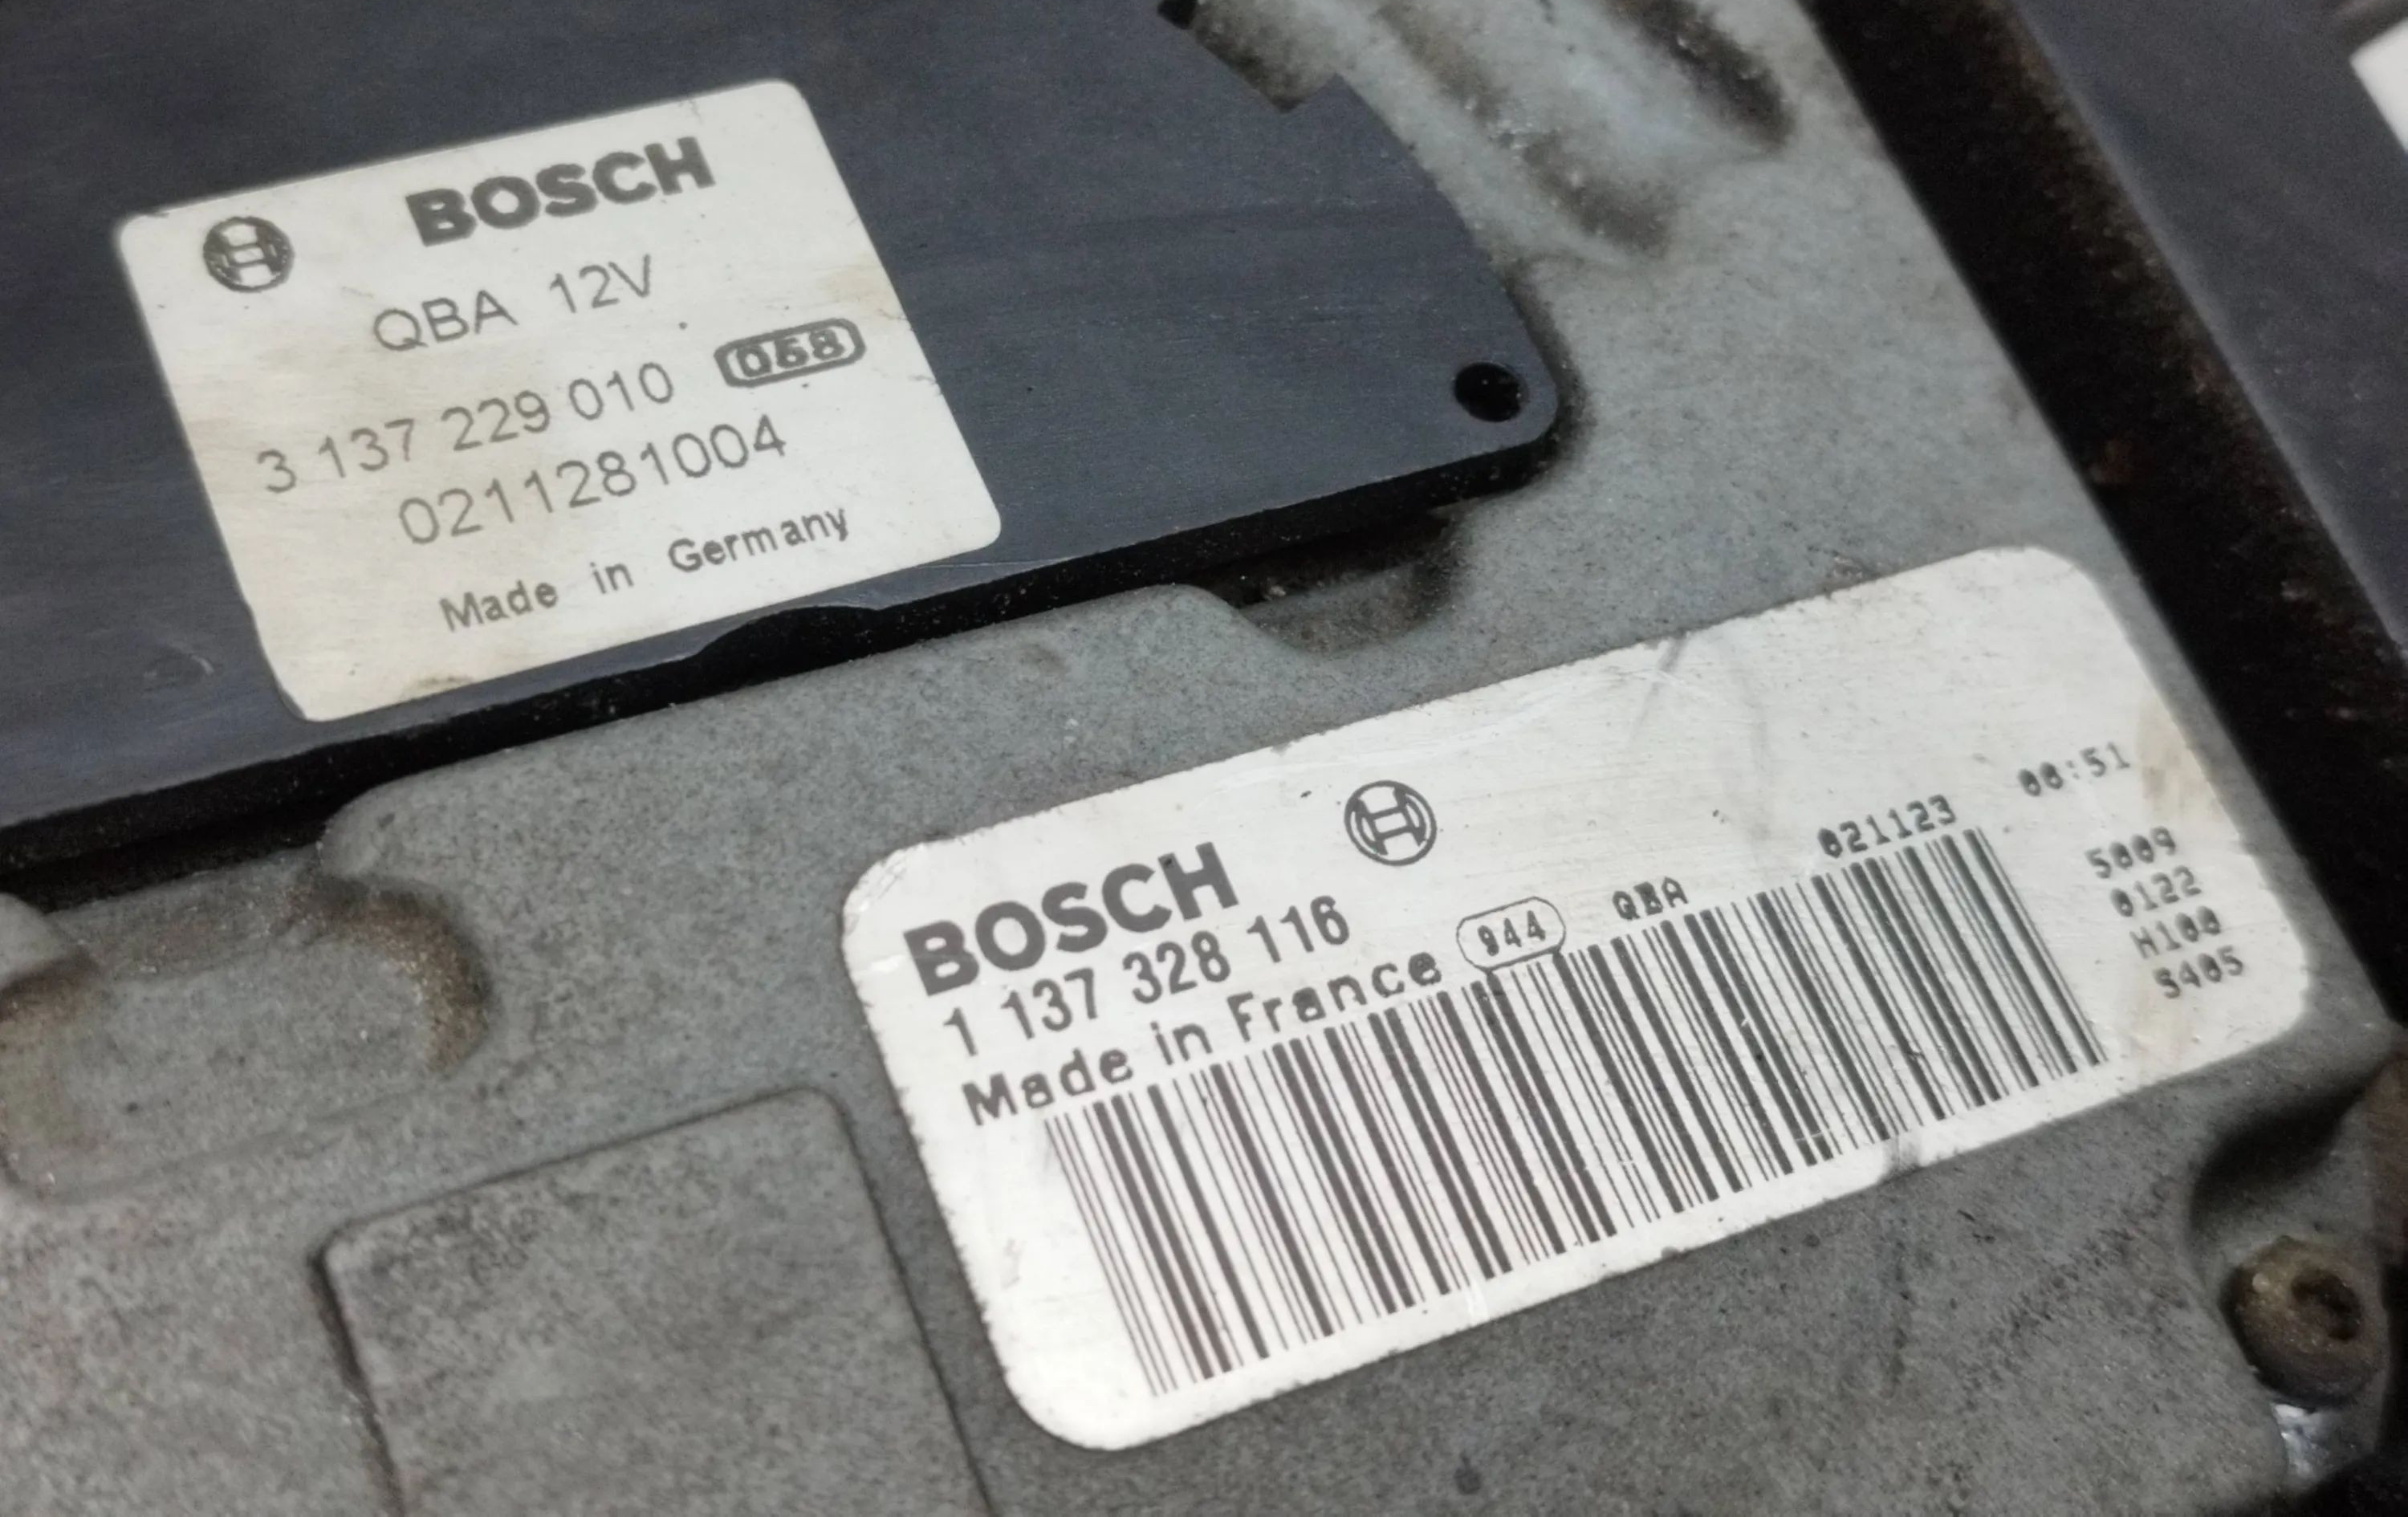 BOSCH
QBA 12V
3 137 229 010 058
0211281004
Made in Germany
BOSCH
1 137 328 116
Made in France 944 QBA 021123 00:51
5009
0122
H100
5405